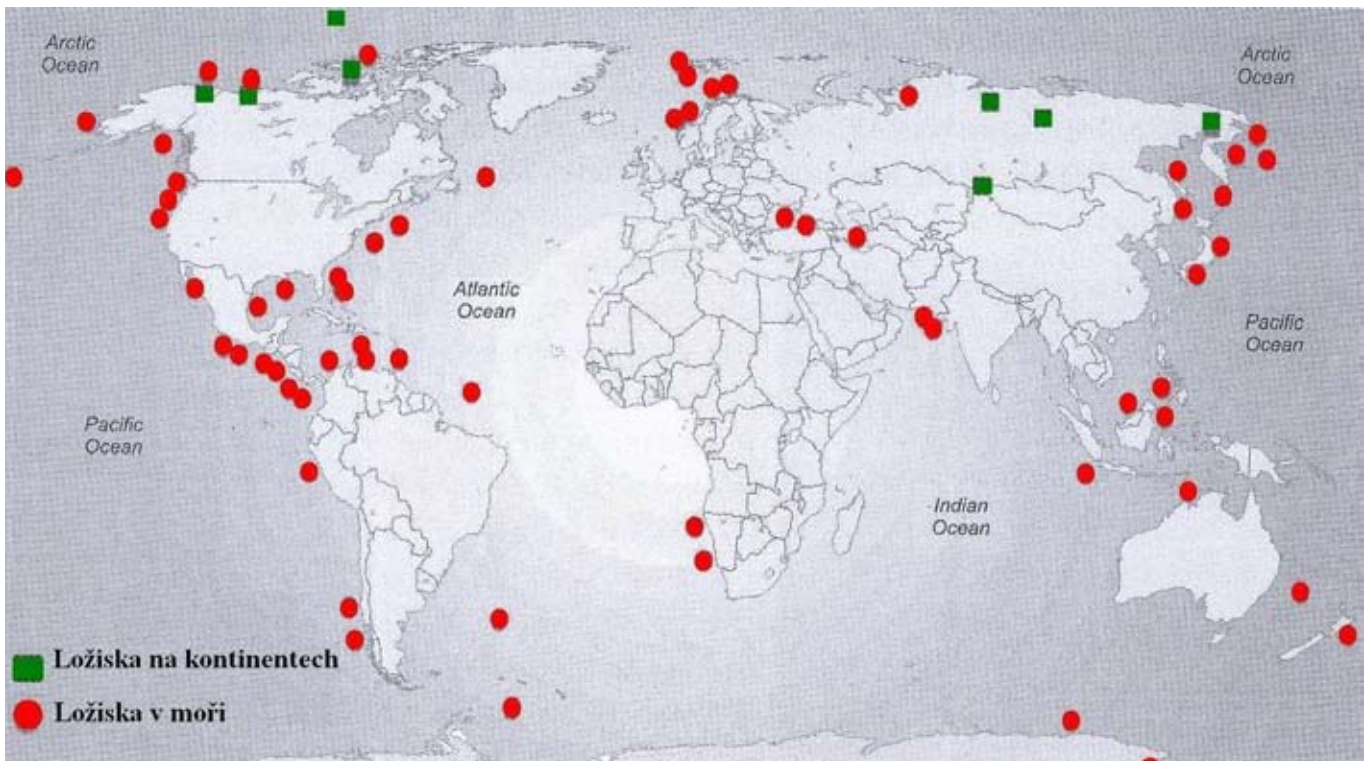 Arctic
Ocean
Arctic
Ocean
Atlantic
Ocean
Pacific
Ocean
Pacific
Ocean
Indian
Ocean
Ložiska na kontinentech
Ložiska v moři